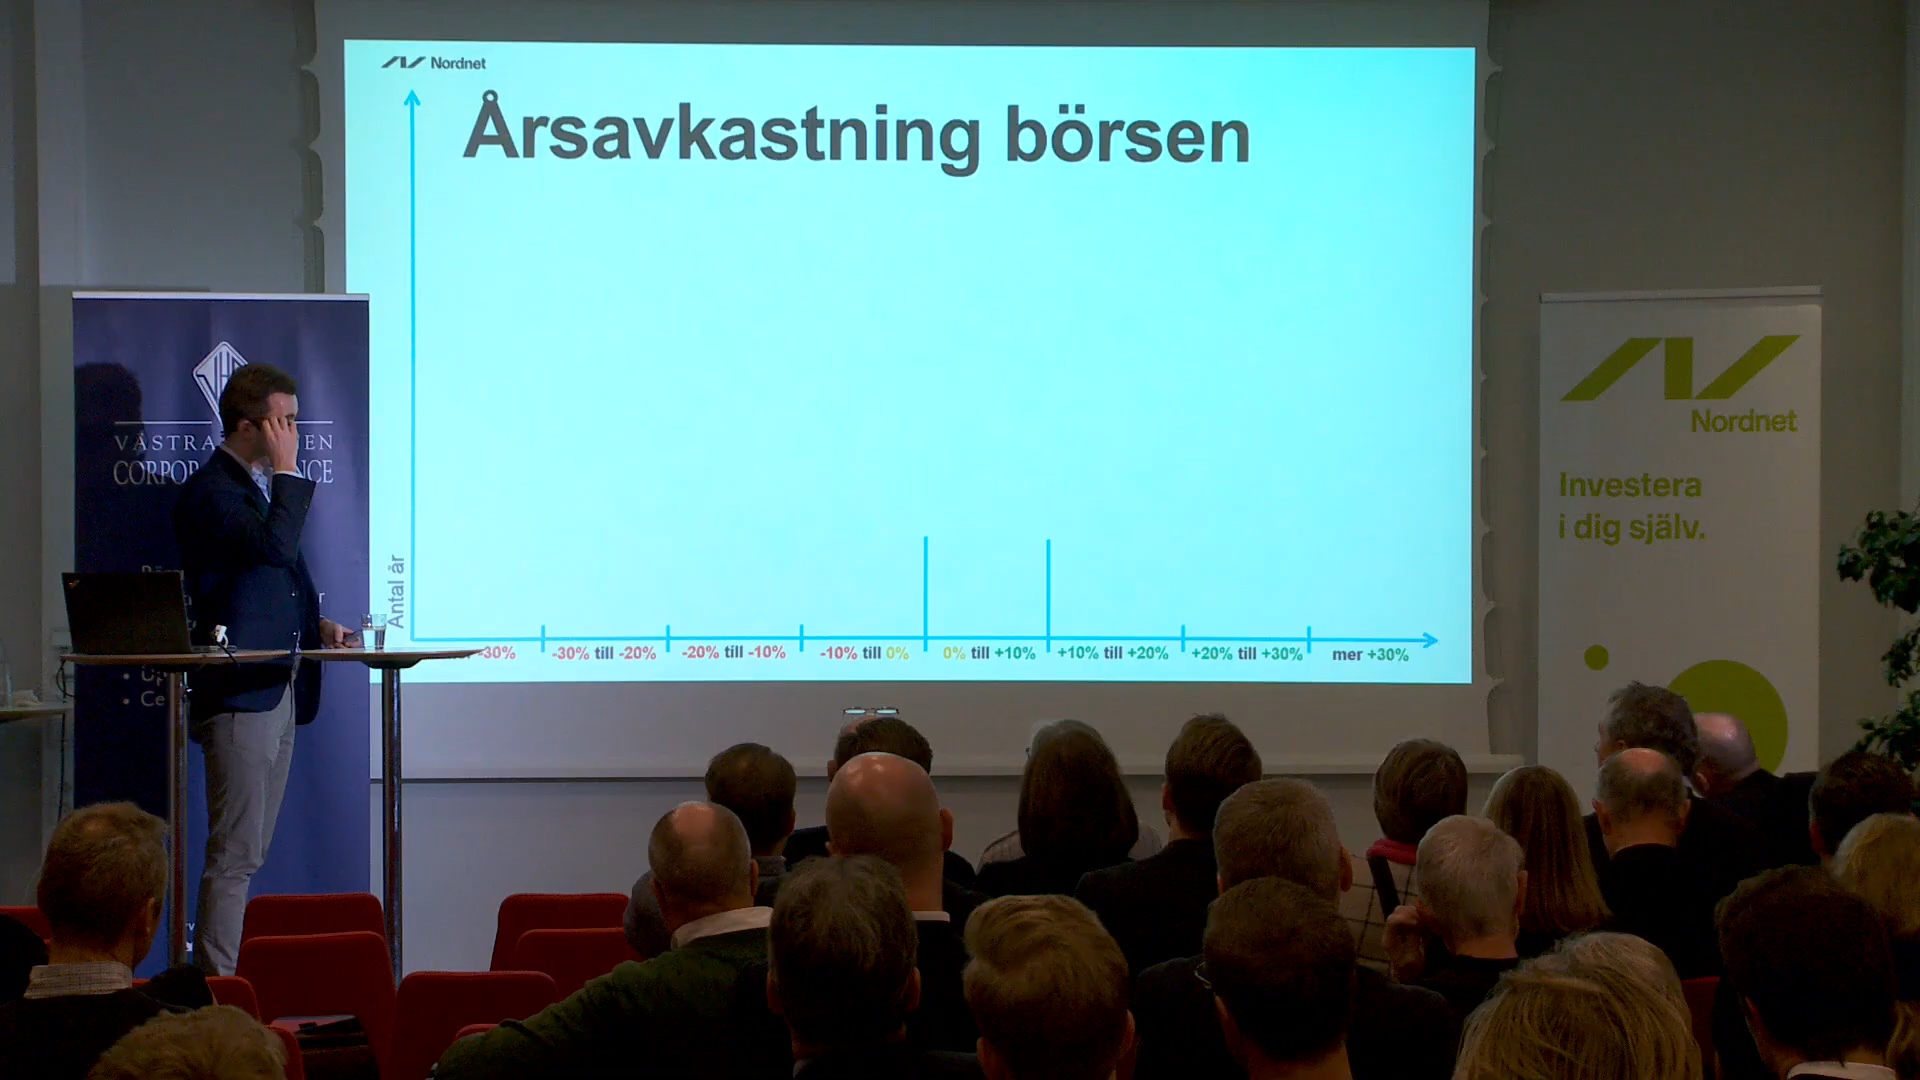 Nordnet
Årsavkastning börsen
Antal år
-30%
-30% till -20%
-20% till -10%
-10% till 0%
0% till +10%
+10% till +20%
+20% till +30%
mer +30%
Nordnet
Investera
i dig själv.